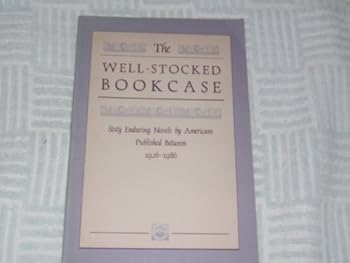 The
WELL-STOCKED
BOOKCASE
Sixty Enduring Novels by Americans
Published Between
1926-1986